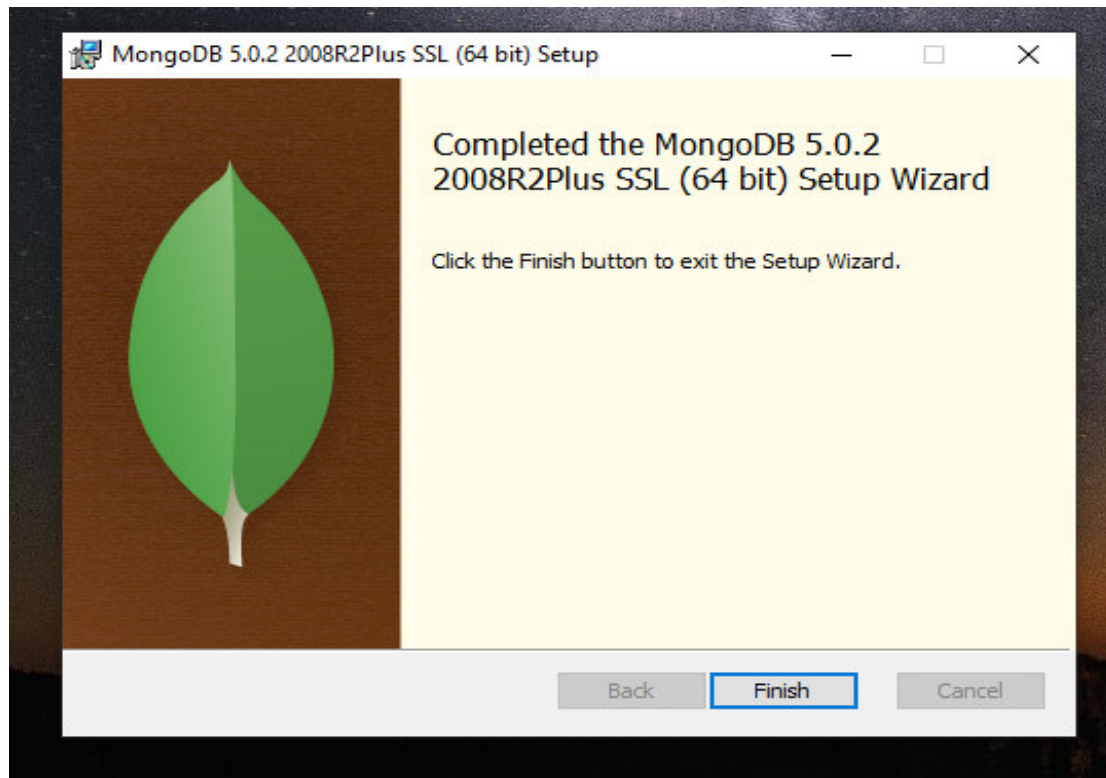 MongoDB 5.0.2 2008R2Plus SSL (64 bit) Setup
Completed the MongoDB 5.0.2
2008R2Plus SSL (64 bit) Setup Wizard
Click the Finish button to exit the Setup Wizard.
Back
Finish
Cancel